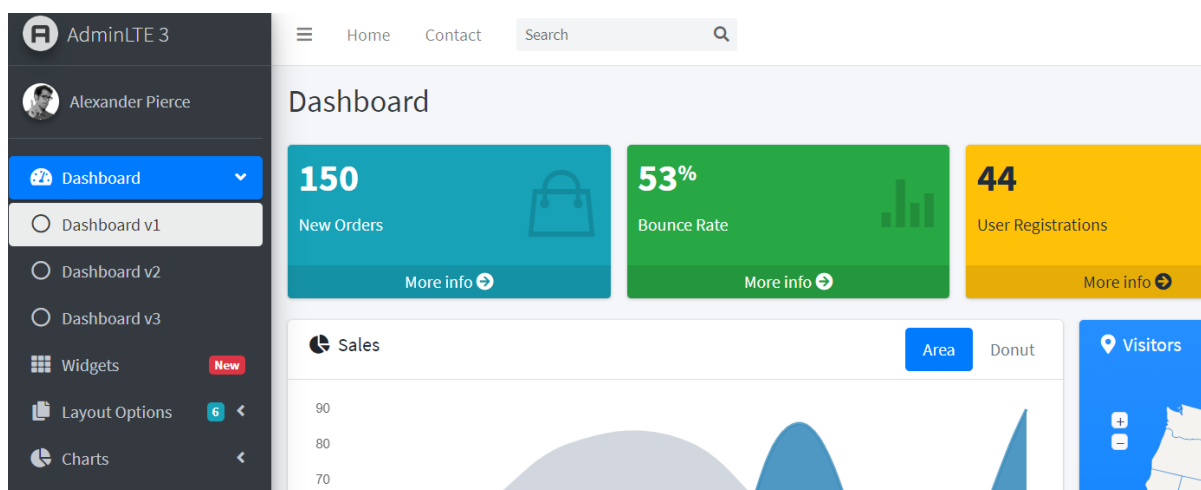 AdminLTE 3
Home Contact Search
Alexander Pierce
Dashboard
Dashboard
Dashboard v1
Dashboard v2
Dashboard v3
Widgets New
Layout Options 6
Charts
150
New Orders
More info
53%
Bounce Rate
More info
44
User Registrations
More info
Sales
Area Donut
90
80
70
Visitors
+
−